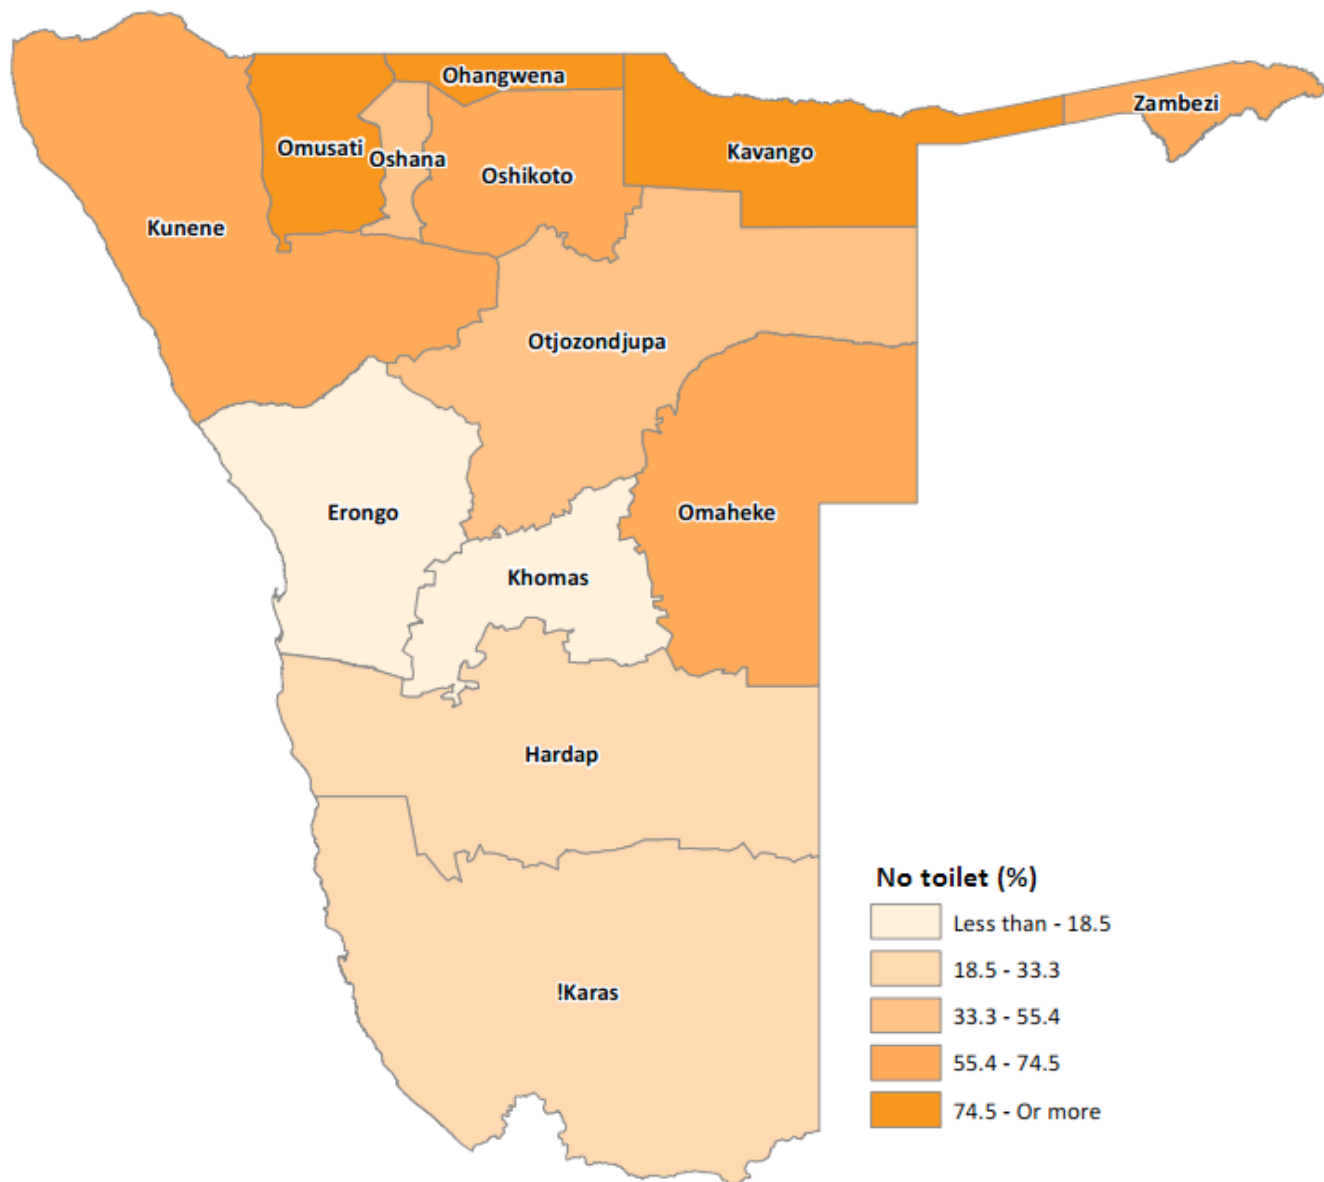 Ohangwena
Zambezi
Omusati
Oshana
Kavango
Oshikoto
Kunene
Otjozondjupa
Erongo
Omaheke
Khomas
Hardap
!Karas
No toilet (%)
Less than - 18.5
18.5 - 33.3
33.3 - 55.4
55.4 - 74.5
74.5 - Or more